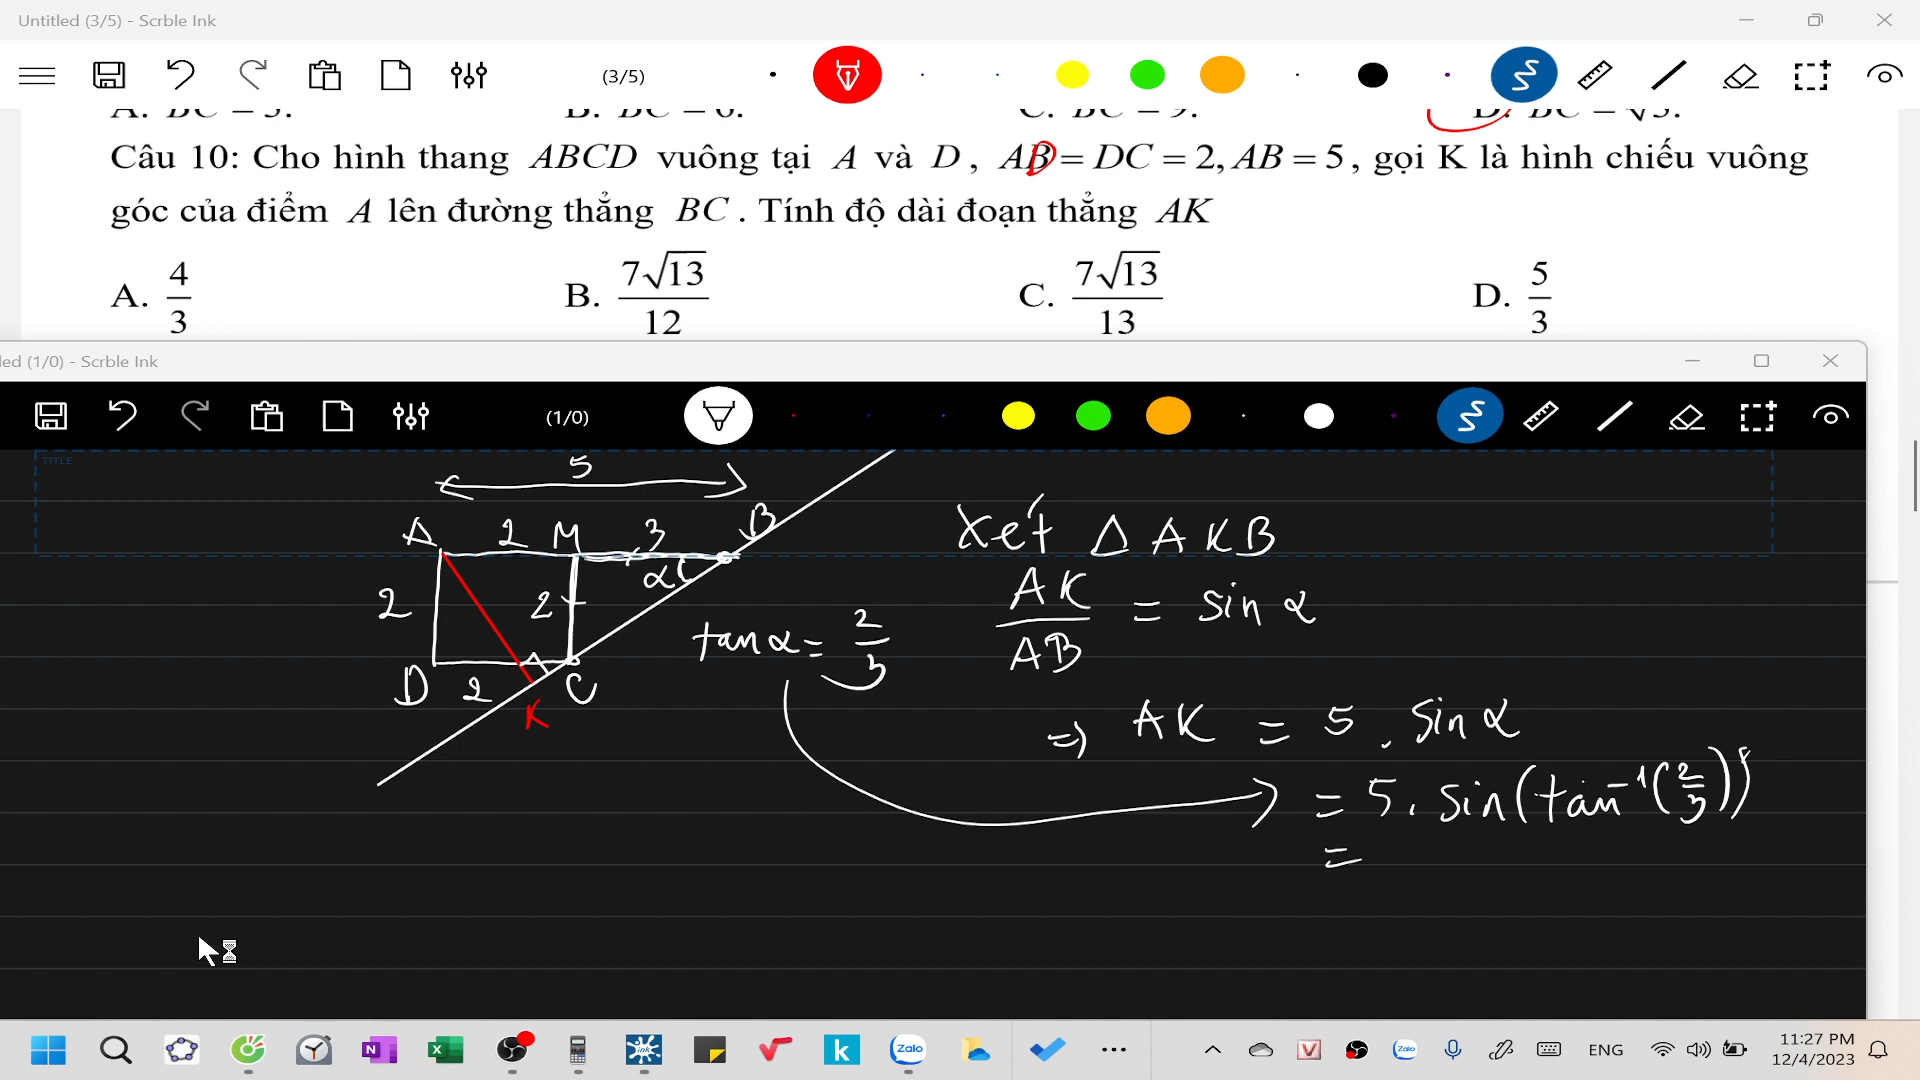 Untitled (3/5) - Scrble Ink
(3/5)
Câu 10: Cho hình thang ABCD vuông tại A và D, AD = DC = 2, AB = 5, gọi K là hình chiếu vuông
góc của điểm A lên đường thẳng BC. Tính độ dài đoạn thẳng AK
A. 4/3 B. 7√13/12 C. 7√13/13 D. 5/3
led (1/0) - Scrble Ink
(1/0)
TITLE
5
A 2 M 3 B
2 2 α
D 2 C
K
tan α = 2/3
Xét Δ AKB
AK/AB = sin α
=> AK = 5 . sin α
= 5 . sin(tan⁻¹(2/3))
=
Zalo
ENG
11:27 PM
12/4/2023